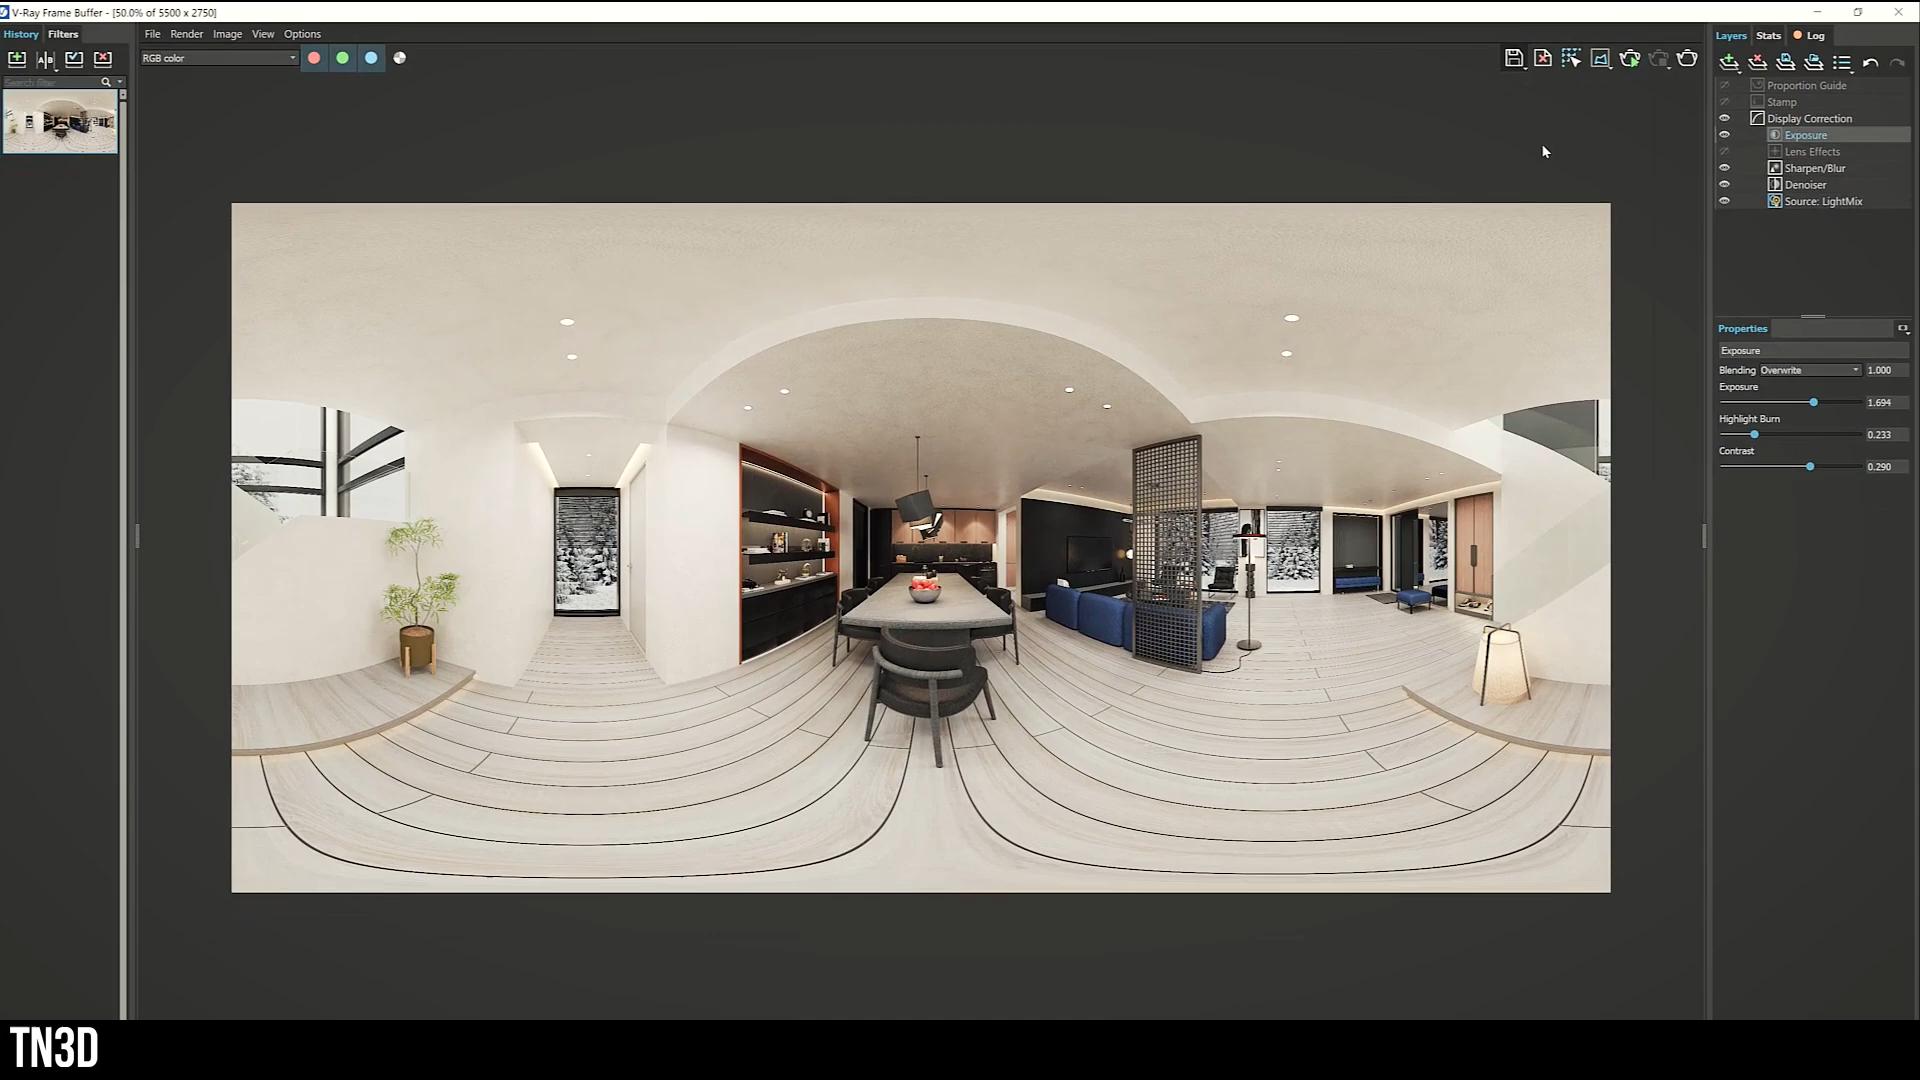 V-Ray Frame Buffer - [50.0% of 5500 x 2750]
History Filters
File Render Image View Options
Layers Stats Log
RGB color
A B
Search filter
Proportion Guide
Stamp
Display Correction
Exposure
Lens Effects
Sharpen/Blur
Denoiser
Source: LightMix
Properties
Exposure
Blending Overwrite 1.000
Exposure
1.694
Highlight Burn
0.233
Contrast
0.290
TN3D